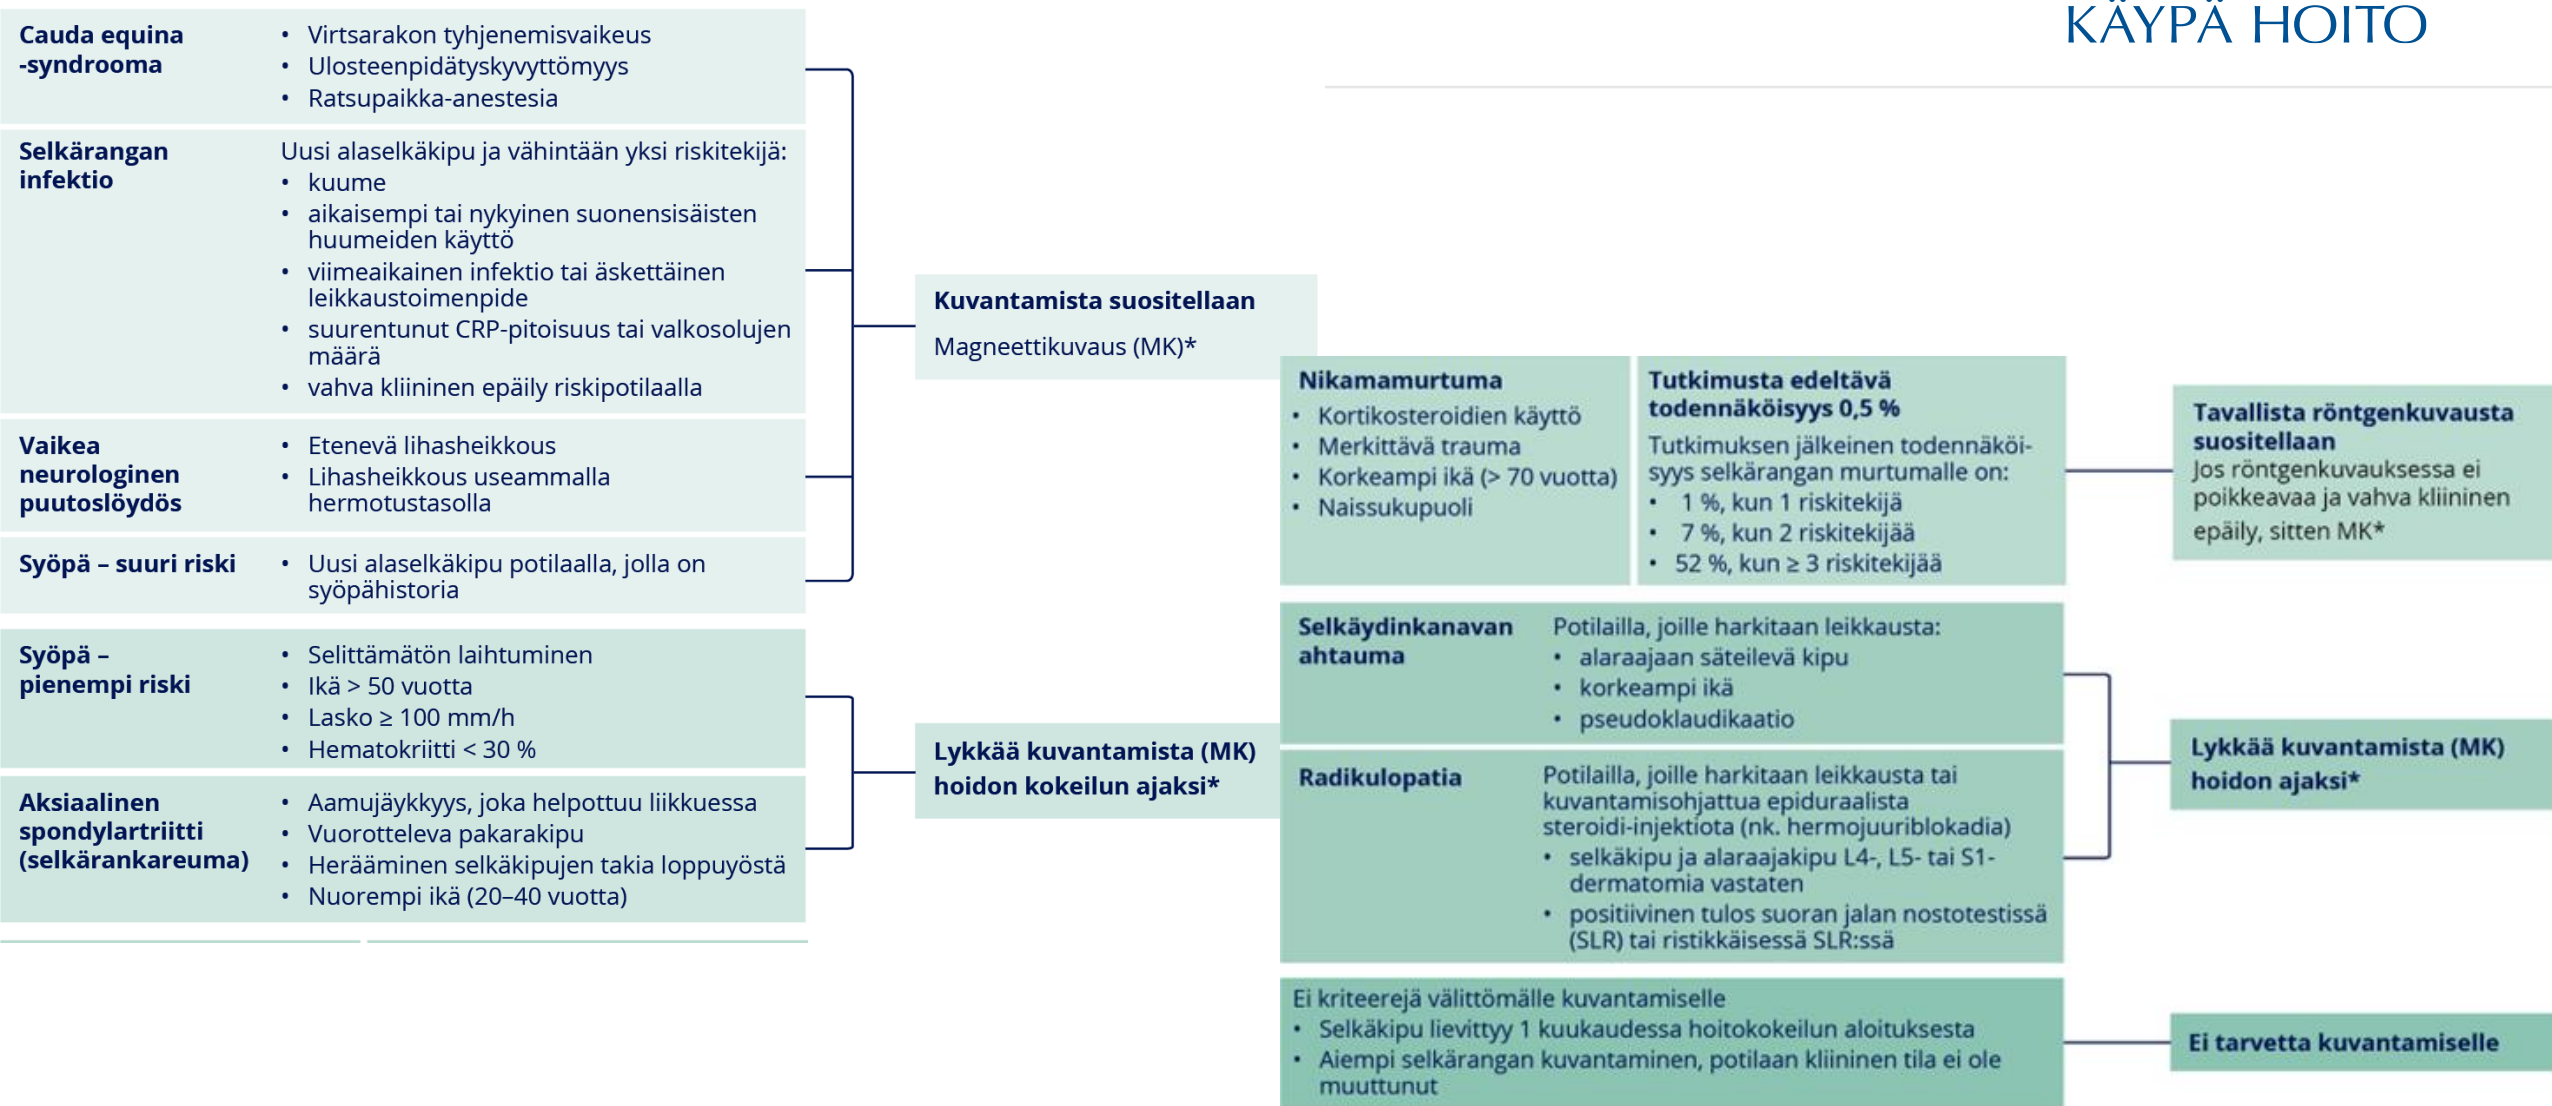 KÄYPÄ HOITO
Cauda equina
-syndrooma
• Virtsarakon tyhjenemisvaikeus
• Ulosteenpidätyskyvyttömyys
• Ratsupaikka-anestesia
Selkärangan
infektio
Uusi alaselkäkipu ja vähintään yksi riskitekijä:
• kuume
• aikaisempi tai nykyinen suonensisäisten
huumeiden käyttö
• viimeaikainen infektio tai äskettäinen
leikkaustoimenpide
• suurentunut CRP-pitoisuus tai valkosolujen
määrä
• vahva kliininen epäily riskipotilaalla
Vaikea
neurologinen
puutoslöydös
• Etenevä lihasheikkous
• Lihasheikkous useammalla
hermotustasolla
Syöpä – suuri riski
• Uusi alaselkäkipu potilaalla, jolla on
syöpähistoria
Kuvantamista suositellaan
Magneettikuvaus (MK)*
Syöpä –
pienempi riski
• Selittämätön laihtuminen
• Ikä > 50 vuotta
• Lasko ≥ 100 mm/h
• Hematokriitti < 30 %
Aksiaalinen
spondylartriitti
(selkärankareuma)
• Aamujäykkyys, joka helpottuu liikkuessa
• Vuorotteleva pakarakipu
• Herääminen selkäkipujen takia loppuyöstä
• Nuorempi ikä (20–40 vuotta)
Lykkää kuvantamista (MK)
hoidon kokeilun ajaksi*
Nikamamurtuma
• Kortikosteroidien käyttö
• Merkittävä trauma
• Korkeampi ikä (> 70 vuotta)
• Naissukupuoli
Tutkimusta edeltävä
todennäköisyys 0,5 %
Tutkimuksen jälkeinen todennäköi-
syys selkärangan murtumalle on:
• 1 %, kun 1 riskitekijä
• 7 %, kun 2 riskitekijää
• 52 %, kun ≥ 3 riskitekijää
Tavallista röntgenkuvausta
suositellaan
Jos röntgenkuvauksessa ei
poikkeavaa ja vahva kliininen
epäily, sitten MK*
Selkäydinkanavan
ahtauma
Potilailla, joille harkitaan leikkausta:
• alaraajaan säteilevä kipu
• korkeampi ikä
• pseudoklaudikaatio
Radikulopatia
Potilailla, joille harkitaan leikkausta tai
kuvantamisohjattua epiduraalista
steroidi-injektiota (nk. hermojuuriblokadia)
• selkäkipu ja alaraajakipu L4-, L5- tai S1-
dermatomia vastaten
• positiivinen tulos suoran jalan nostotestissä
(SLR) tai ristikkäisessä SLR:ssä
Lykkää kuvantamista (MK)
hoidon ajaksi*
Ei kriteerejä välittömälle kuvantamiselle
• Selkäkipu lievittyy 1 kuukaudessa hoitokokeilun aloituksesta
• Aiempi selkärangan kuvantaminen, potilaan kliininen tila ei ole
muuttunut
Ei tarvetta kuvantamiselle